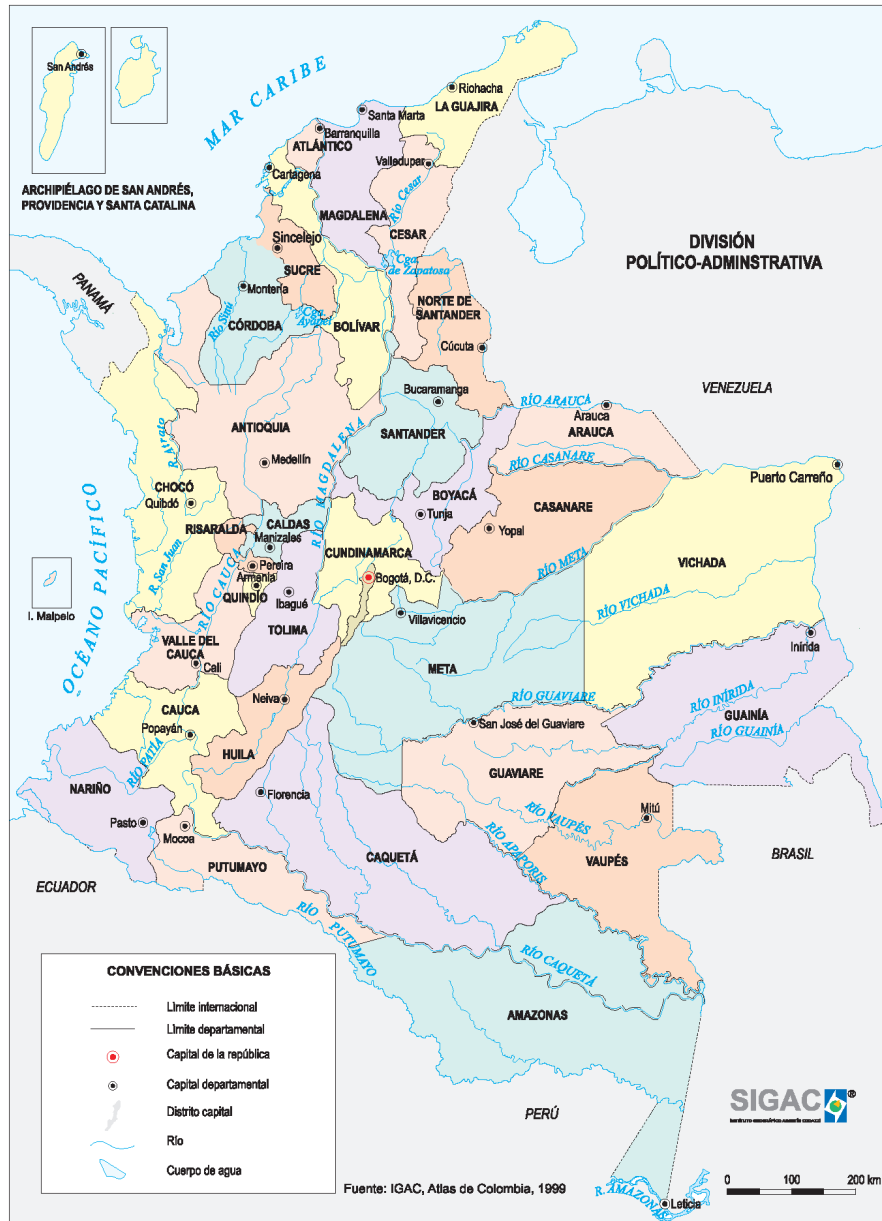 San Andrés
ARCHIPIÉLAGO DE SAN ANDRÉS,
PROVIDENCIA Y SANTA CATALINA
MAR CARIBE
Riohacha
LA GUAJIRA
Santa Marta
Barranquilla
ATLÁNTICO
Valledupar
Cartagena
Río Cesar
MAGDALENA
CESAR
DIVISIÓN
POLÍTICO-ADMINSTRATIVA
Sincelejo
SUCRE
Cga.
de Zapatosa
PANAMÁ
Montería
Río Sinú
CÓRDOBA
Cga.
Ayapel
BOLÍVAR
NORTE DE
SANTANDER
Cúcuta
VENEZUELA
Bucaramanga
RÍO ARAUCA
Arauca
ARAUCA
ANTIOQUIA
SANTANDER
RÍO MAGDALENA
Medellín
RÍO CASANARE
Puerto Carreño
R. Atrato
CHOCÓ
Quibdó
BOYACÁ
Tunja
CASANARE
Yopal
RISARALDA
CALDAS
Manizales
CUNDINAMARCA
RÍO META
VICHADA
OCÉANO PACÍFICO
R. San Juan
RÍO CAUCA
Pereira
Armenia
QUINDÍO
Ibagué
Bogotá, D.C.
RÍO VICHADA
I. Malpelo
TOLIMA
Villavicencio
VALLE DEL
CAUCA
Cali
META
Inírida
CAUCA
Neiva
RÍO GUAVIARE
RÍO INÍRIDA
GUAINÍA
San José del Guaviare
RÍO GUAINÍA
Popayán
RÍO PATÍA
HUILA
GUAVIARE
NARIÑO
Florencia
RÍO VAUPÉS
Mitú
Pasto
Mocoa
RÍO APAPORIS
CAQUETÁ
VAUPÉS
BRASIL
PUTUMAYO
ECUADOR
RÍO PUTUMAYO
RÍO CAQUETÁ
AMAZONAS
CONVENCIONES BÁSICAS
Límite internacional
Límite departamental
Capital de la república
Capital departamental
Distrito capital
Río
Cuerpo de agua
PERÚ
SIGAC®
INSTITUTO GEOGRÁFICO AGUSTÍN CODAZZI
Fuente: IGAC, Atlas de Colombia, 1999
0 100 200 km
R. AMAZONAS
Leticia